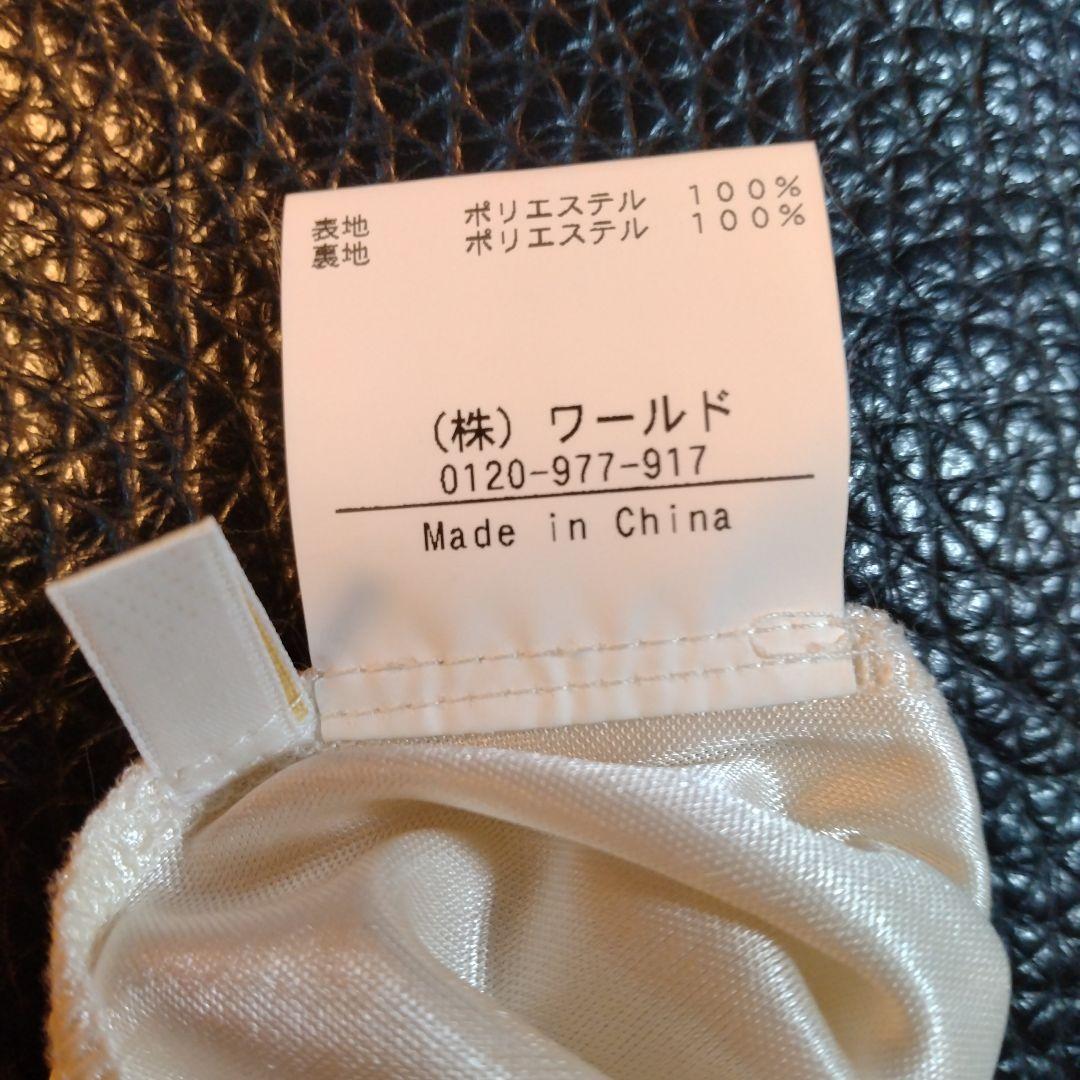 表地 ポリエステル 100%
裏地 ポリエステル 100%
(株) ワールド
0120-977-917
Made in China